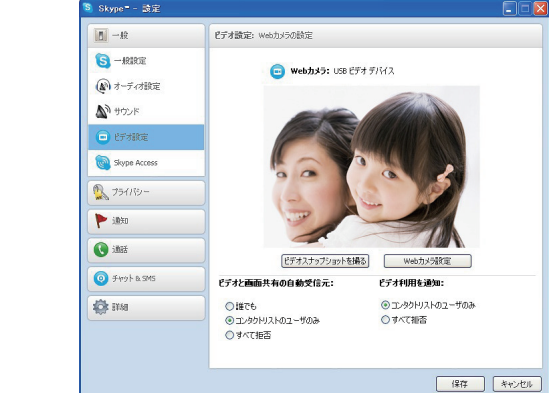 Skype™ - 設定
一般
一般設定
オーディオ設定
サウンド
ビデオ設定
Skype Access
プライバシー
通知
通話
チャット & SMS
詳細
ビデオ設定: Webカメラの設定
Webカメラ: USB ビデオ デバイス
ビデオスナップショットを撮る
Webカメラ設定
ビデオと画面共有の自動受信元:
誰でも
コンタクトリストのユーザのみ
すべて拒否
ビデオ利用を通知:
コンタクトリストのユーザのみ
すべて拒否
保存
キャンセル